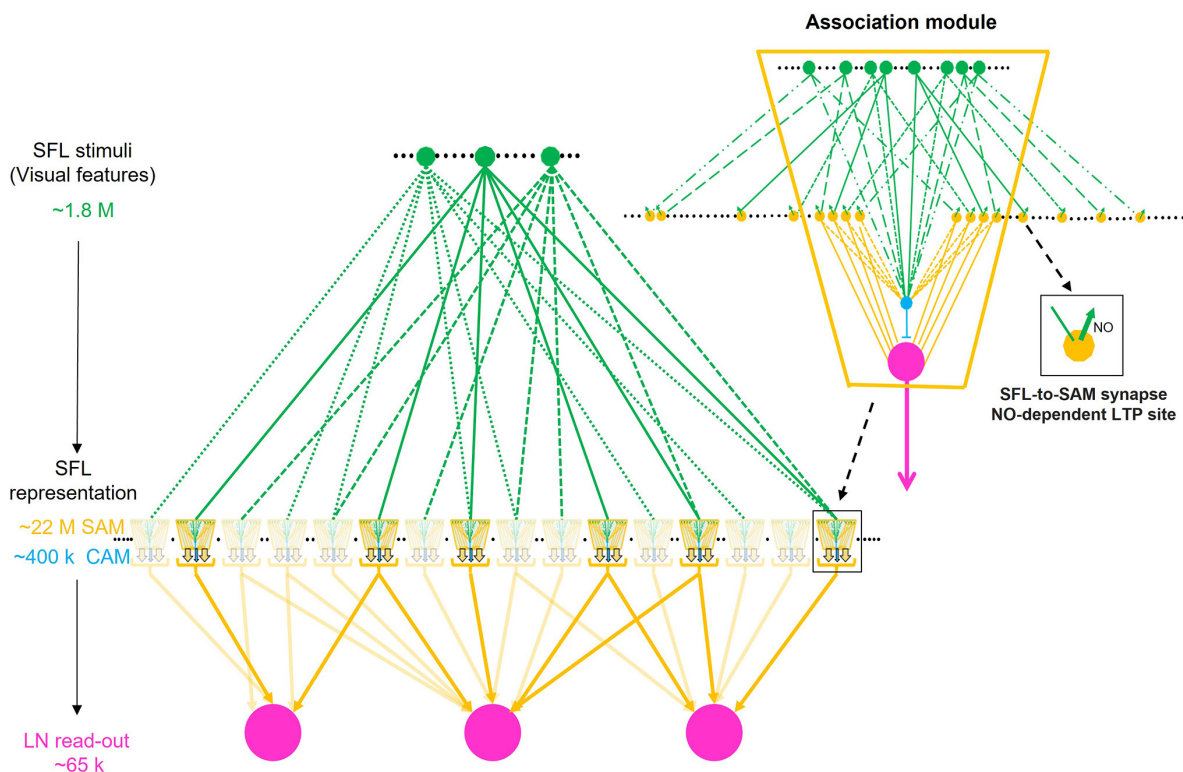 Association module
SFL stimuli
(Visual features)
~1.8 M
NO
SFL-to-SAM synapse
NO-dependent LTP site
SFL
representation
~22 M SAM
~400 k  CAM
LN read-out
~65 k